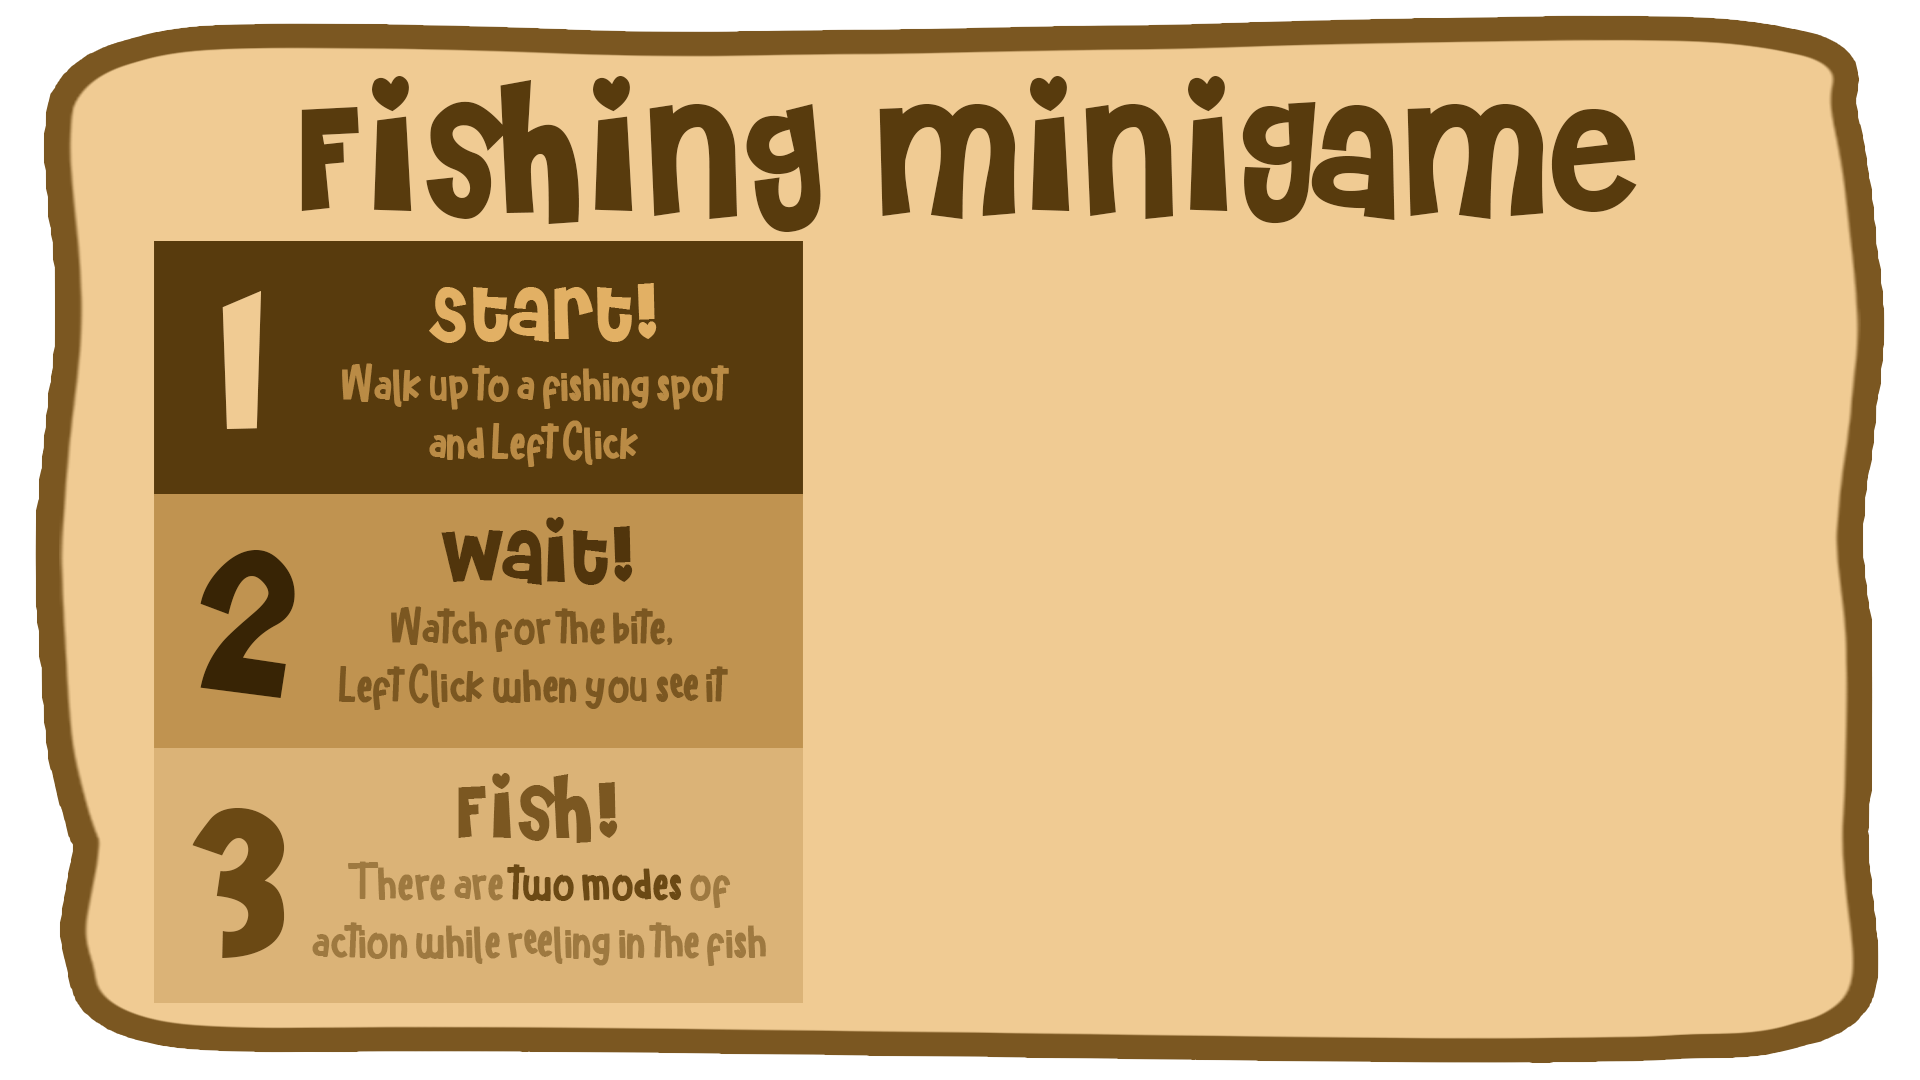 Fishing minigame
1
Start!
Walk up to a fishing spot
and Left Click
2
Wait!
Watch for the bite,
Left Click when you see it
3
Fish!
There are two modes of
action while reeling in the fish